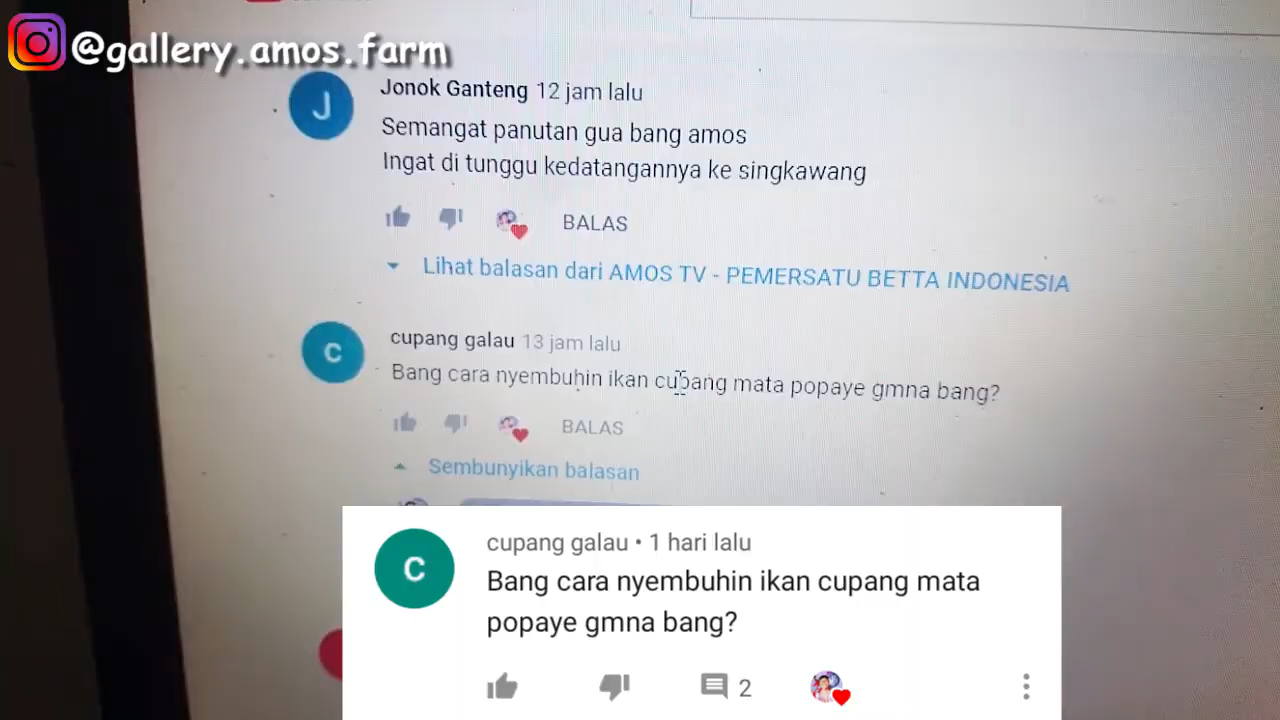 @gallery.amos.farm
J
Jonok Ganteng 12 jam lalu
Semangat panutan gua bang amos
Ingat di tunggu kedatangannya ke singkawang
BALAS
Lihat balasan dari AMOS TV - PEMERSATU BETTA INDONESIA
C
cupang galau 13 jam lalu
Bang cara nyembuhin ikan cupang mata popaye gmna bang?
BALAS
Sembunyikan balasan
C
cupang galau • 1 hari lalu
Bang cara nyembuhin ikan cupang mata
popaye gmna bang?
2